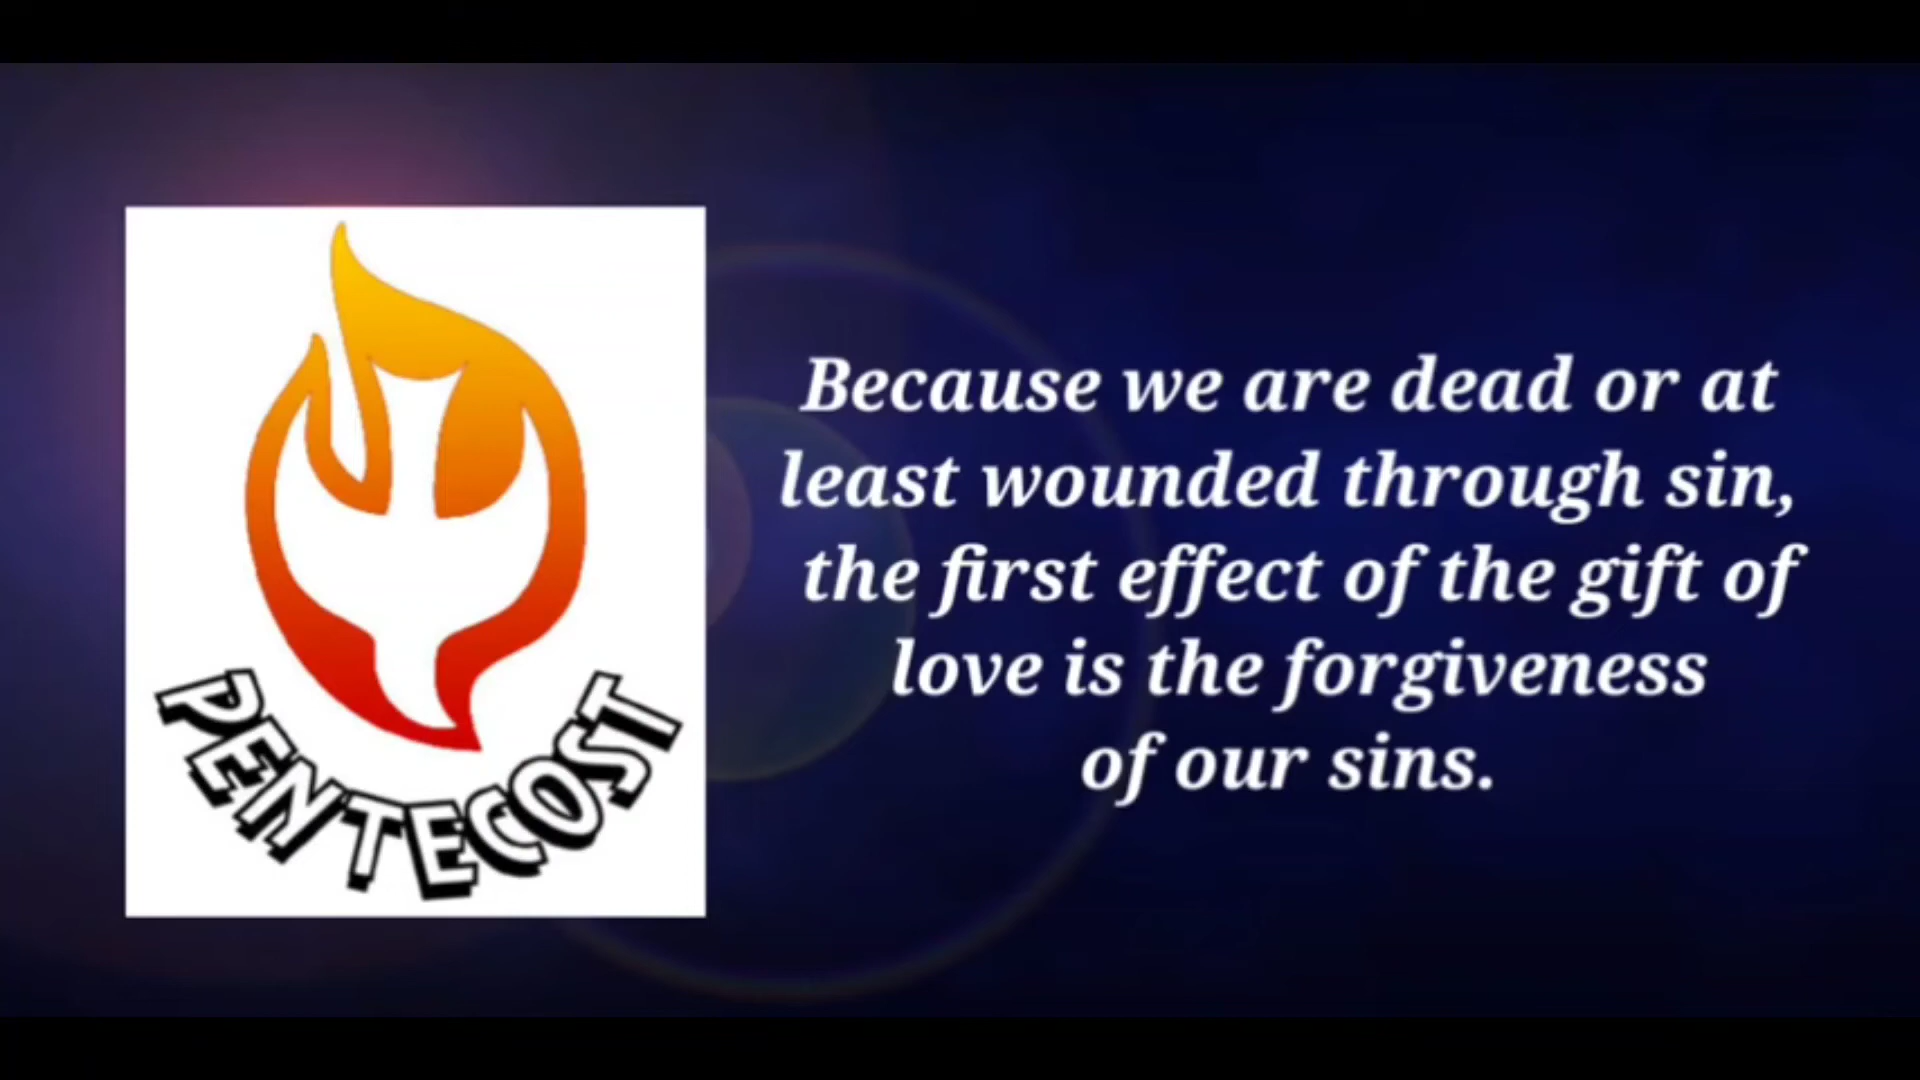 PENTECOST
Because we are dead or at
least wounded through sin,
the first effect of the gift of
love is the forgiveness
of our sins.